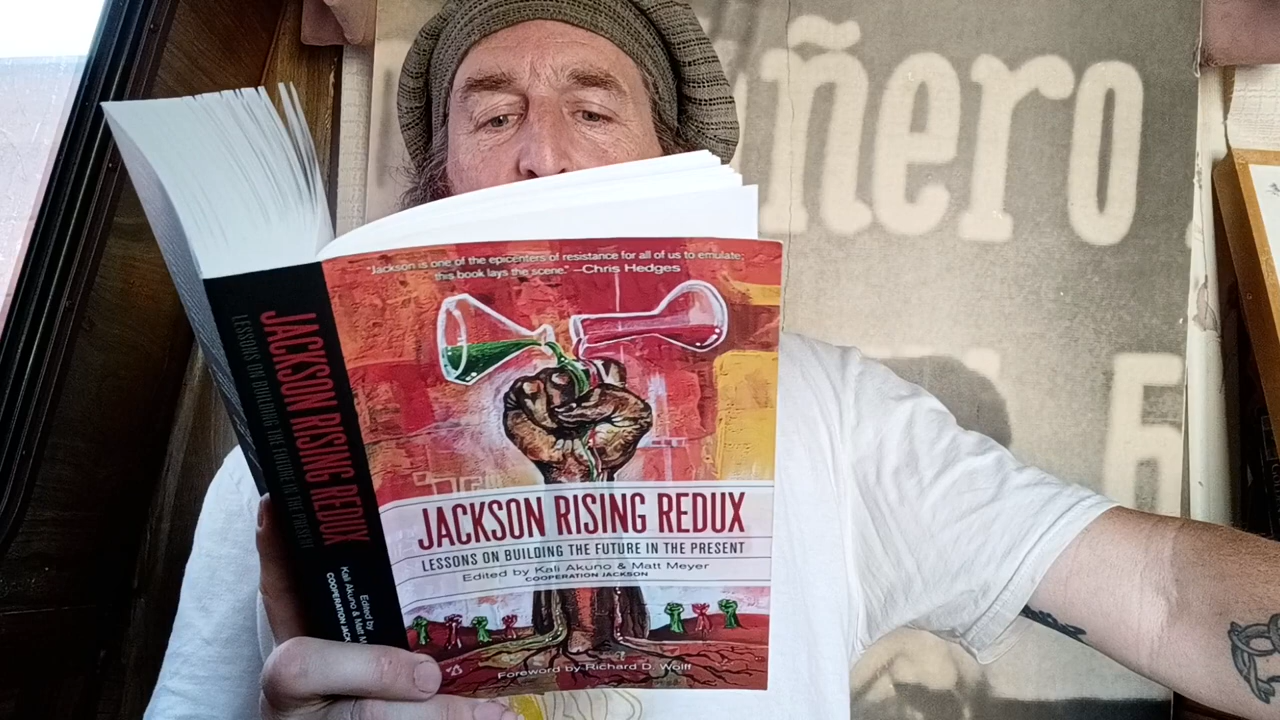 "Jackson is one of the epicenters of resistance for all of us to emulate;
this book lays the scene." —Chris Hedges
JACKSON RISING REDUX
LESSONS ON BUILDING THE FUTURE IN THE PRESENT
Edited by Kali Akuno & Matt Meyer
COOPERATION JACKSON
Foreword by Richard D. Wolff
JACKSON RISING REDUX
LESSONS ON BUILDING THE FUTURE IN THE PRESENT
Edited by
Kali Akuno & Matt M
COOPERATION JACK
ñero